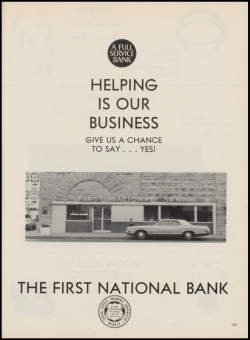 A FULL
SERVICE
BANK
HELPING
IS OUR
BUSINESS
GIVE US A CHANCE
TO SAY . . . YES!
THE FIRST NATIONAL BANK